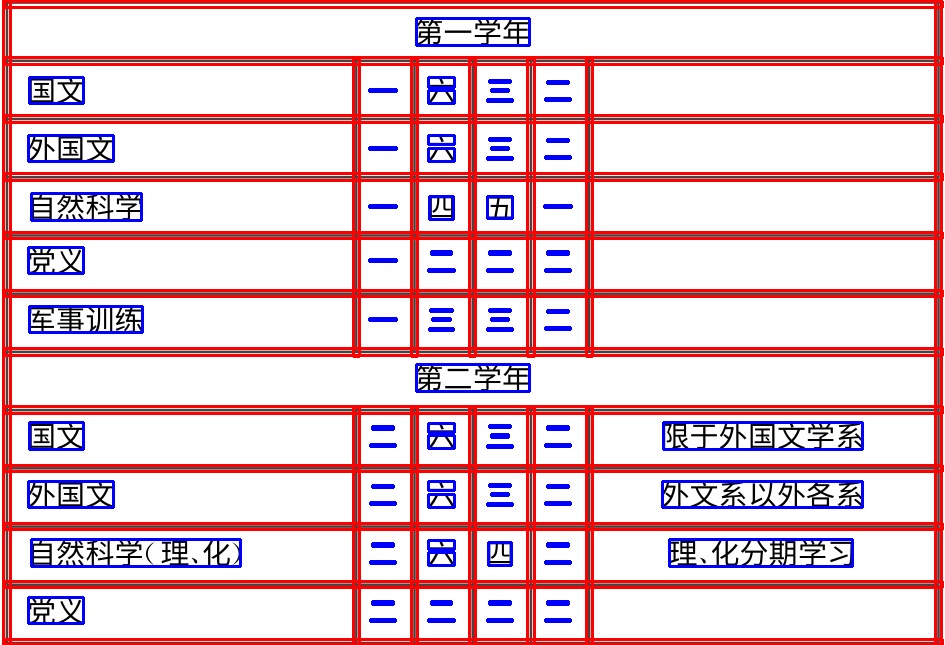 第一学年
国文 一 六 三 二
外国文 一 六 三 二
自然科学 一 四 五 一
党义 一 二 二 二
军事训练 一 三 三 二
第二学年
国文 二 六 三 二 限于外国文学系
外国文 二 六 三 二 外文系以外各系
自然科学(理、化) 二 六 四 二 理、化分期学习
党义 二 二 二 二